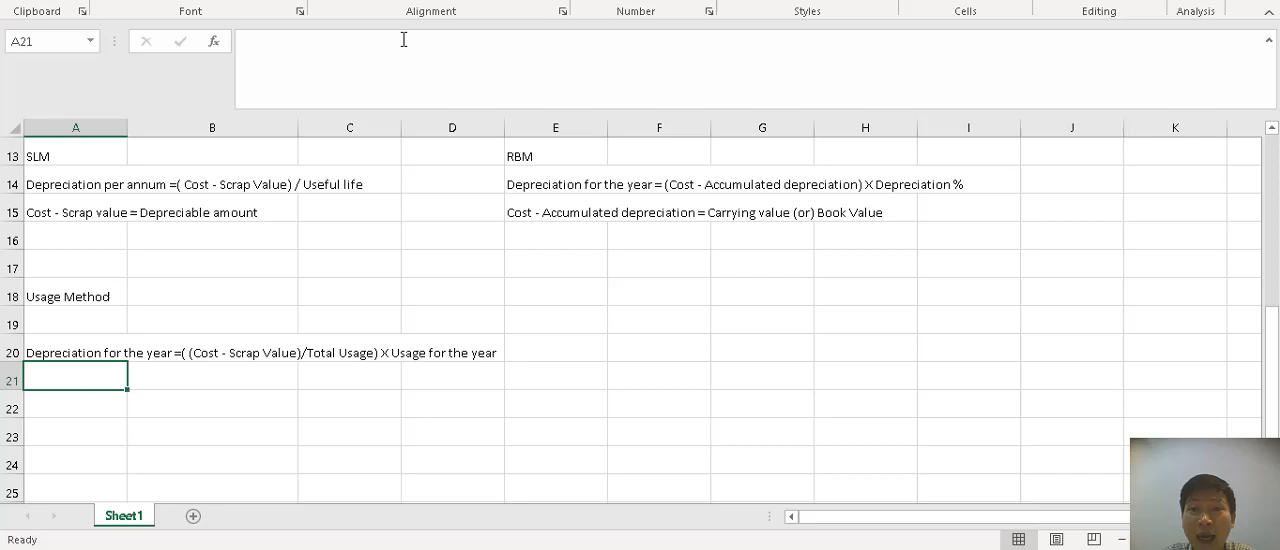 Clipboard Font Alignment Number Styles Cells Editing Analysis
A21 fx
A B C D E F G H I J K
13 SLM RBM
14 Depreciation per annum =( Cost - Scrap Value) / Useful life Depreciation for the year = (Cost - Accumulated depreciation) X Depreciation %
15 Cost - Scrap value = Depreciable amount Cost - Accumulated depreciation = Carrying value (or) Book Value
16
17
18 Usage Method
19
20 Depreciation for the year =( (Cost - Scrap Value)/Total Usage) X Usage for the year
21
22
23
24
25
Sheet1
Ready